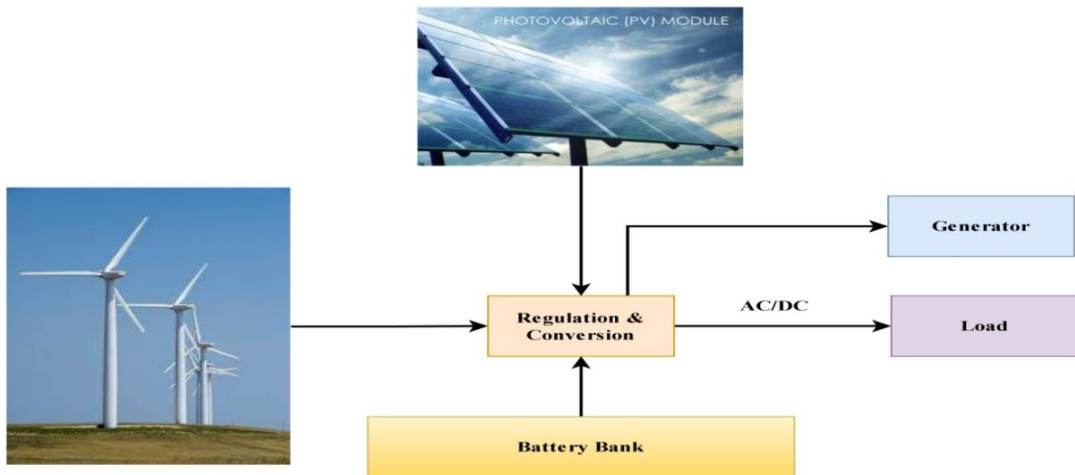 PHOTOVOLTAIC (PV) MODULE
Generator
Regulation &
Conversion
AC/DC
Load
Battery Bank